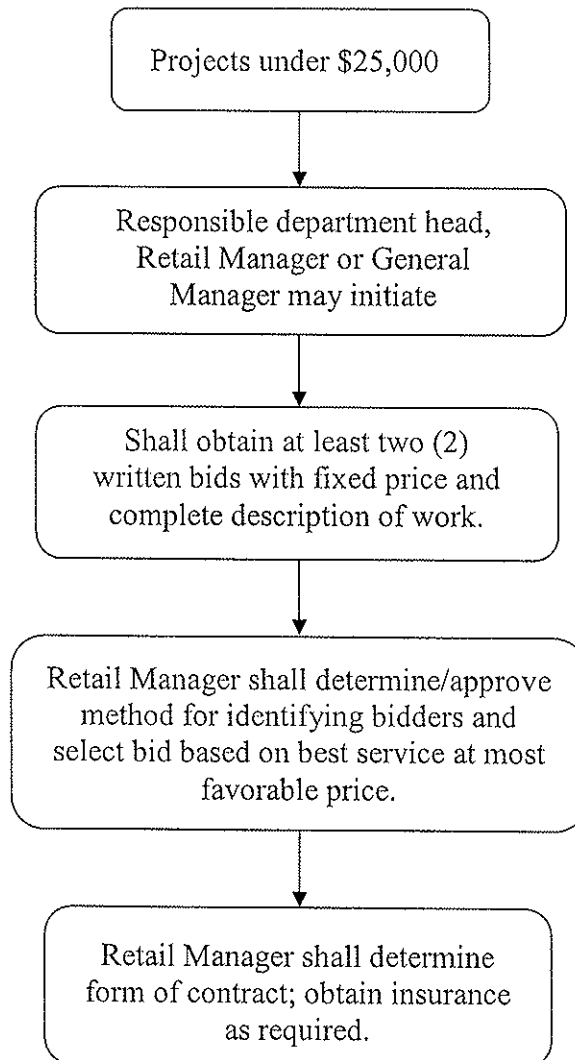 Projects under $25,000
Responsible department head,
Retail Manager or General
Manager may initiate
Shall obtain at least two (2)
written bids with fixed price and
complete description of work.
Retail Manager shall determine/approve
method for identifying bidders and
select bid based on best service at most
favorable price.
Retail Manager shall determine
form of contract; obtain insurance
as required.